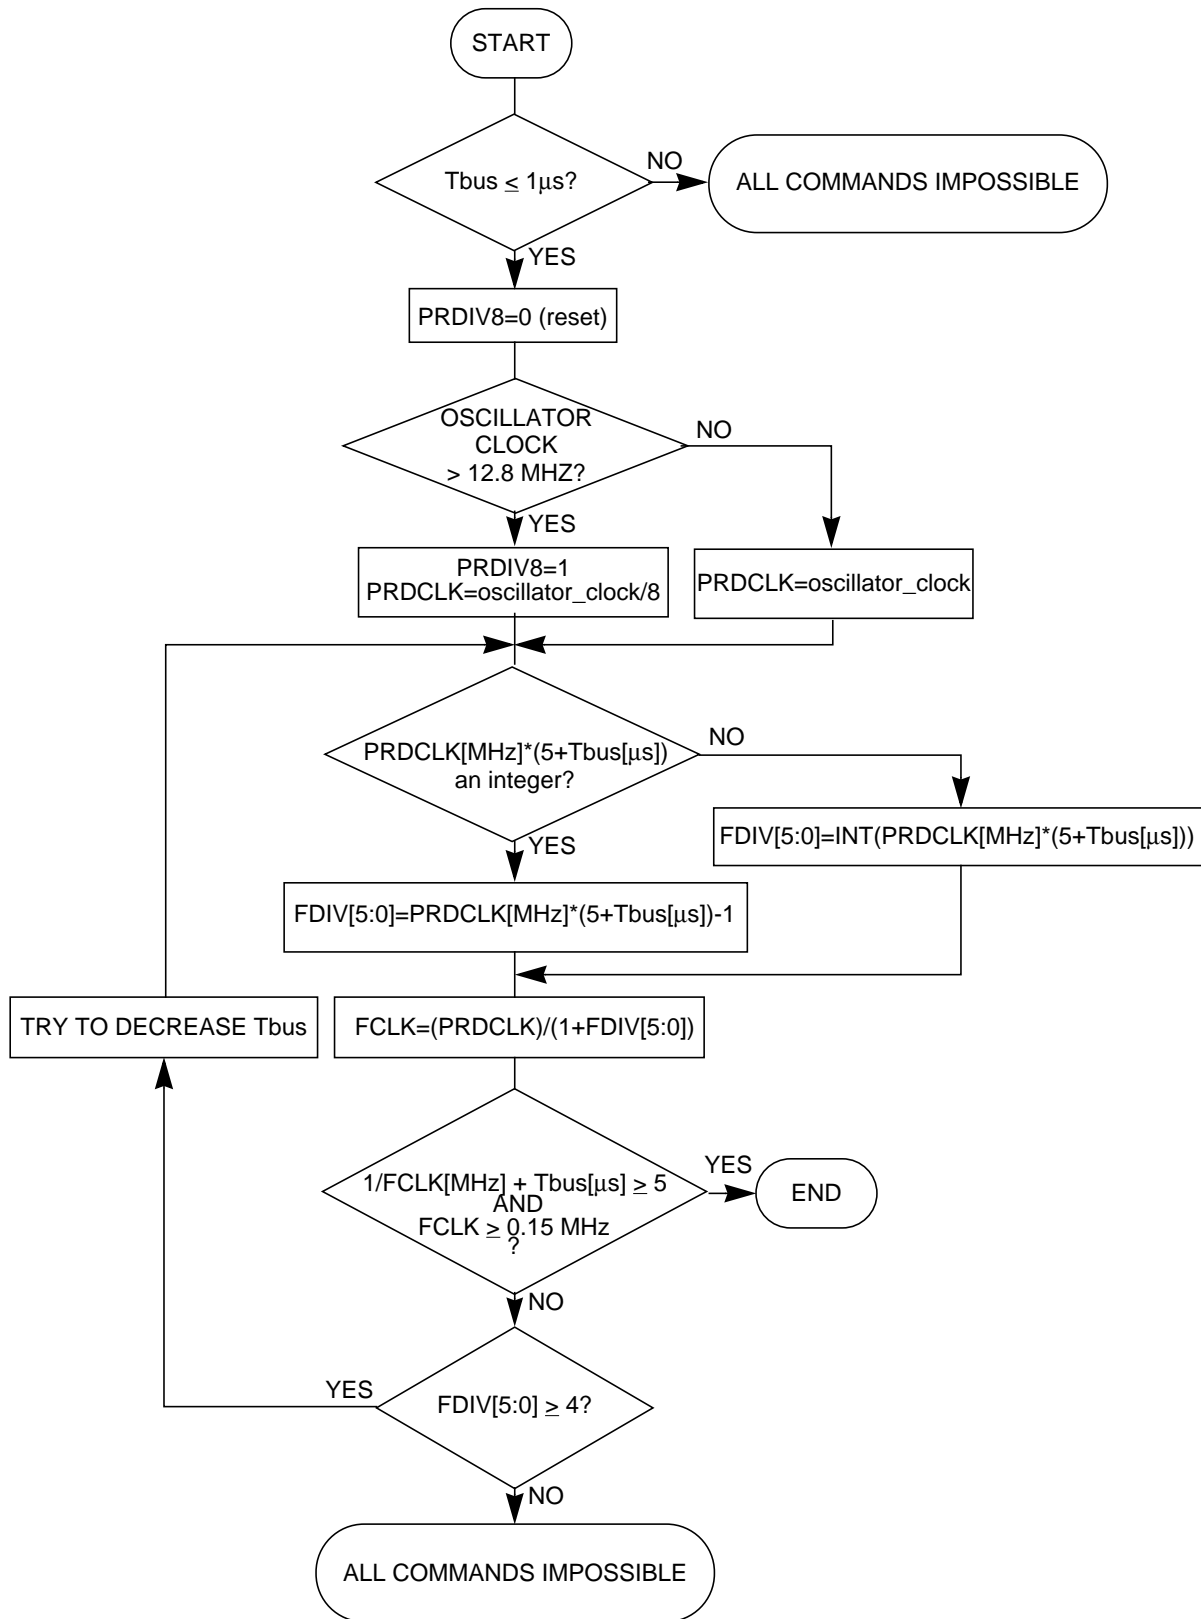 START
Tbus ≤ 1μs?
NO
ALL COMMANDS IMPOSSIBLE
YES
PRDIV8=0 (reset)
OSCILLATOR
CLOCK
> 12.8 MHZ?
NO
YES
PRDIV8=1
PRDCLK=oscillator_clock/8
PRDCLK=oscillator_clock
PRDCLK[MHz]*(5+Tbus[μs])
an integer?
NO
YES
FDIV[5:0]=INT(PRDCLK[MHz]*(5+Tbus[μs]))
FDIV[5:0]=PRDCLK[MHz]*(5+Tbus[μs])-1
TRY TO DECREASE Tbus
FCLK=(PRDCLK)/(1+FDIV[5:0])
1/FCLK[MHz] + Tbus[μs] ≥ 5
AND
FCLK ≥ 0.15 MHz
?
YES
END
NO
FDIV[5:0] ≥ 4?
YES
NO
ALL COMMANDS IMPOSSIBLE